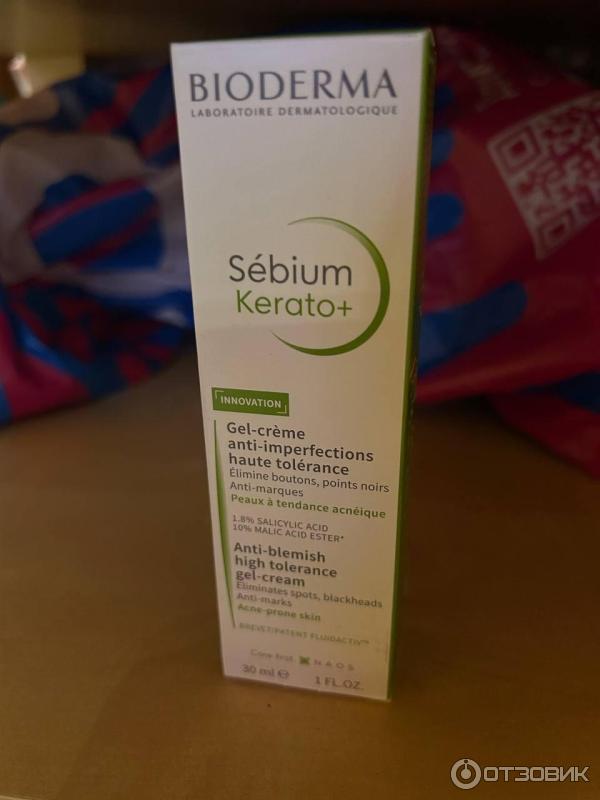 BIODERMA
LABORATOIRE DERMATOLOGIQUE
Sébium
Kerato+
INNOVATION
Gel-crème
anti-imperfections
haute tolérance
Élimine boutons, points noirs
Anti-marques
Peaux à tendance acnéique
1.8% SALICYLIC ACID
10% MALIC ACID ESTER*
Anti-blemish
high tolerance
gel-cream
Eliminates spots, blackheads
Anti-marks
Acne-prone skin
BREVET/PATENT FLUIDACTIV™
Care first NAOS
30 ml ℮ 1 FL.OZ.
ОТЗОВИК